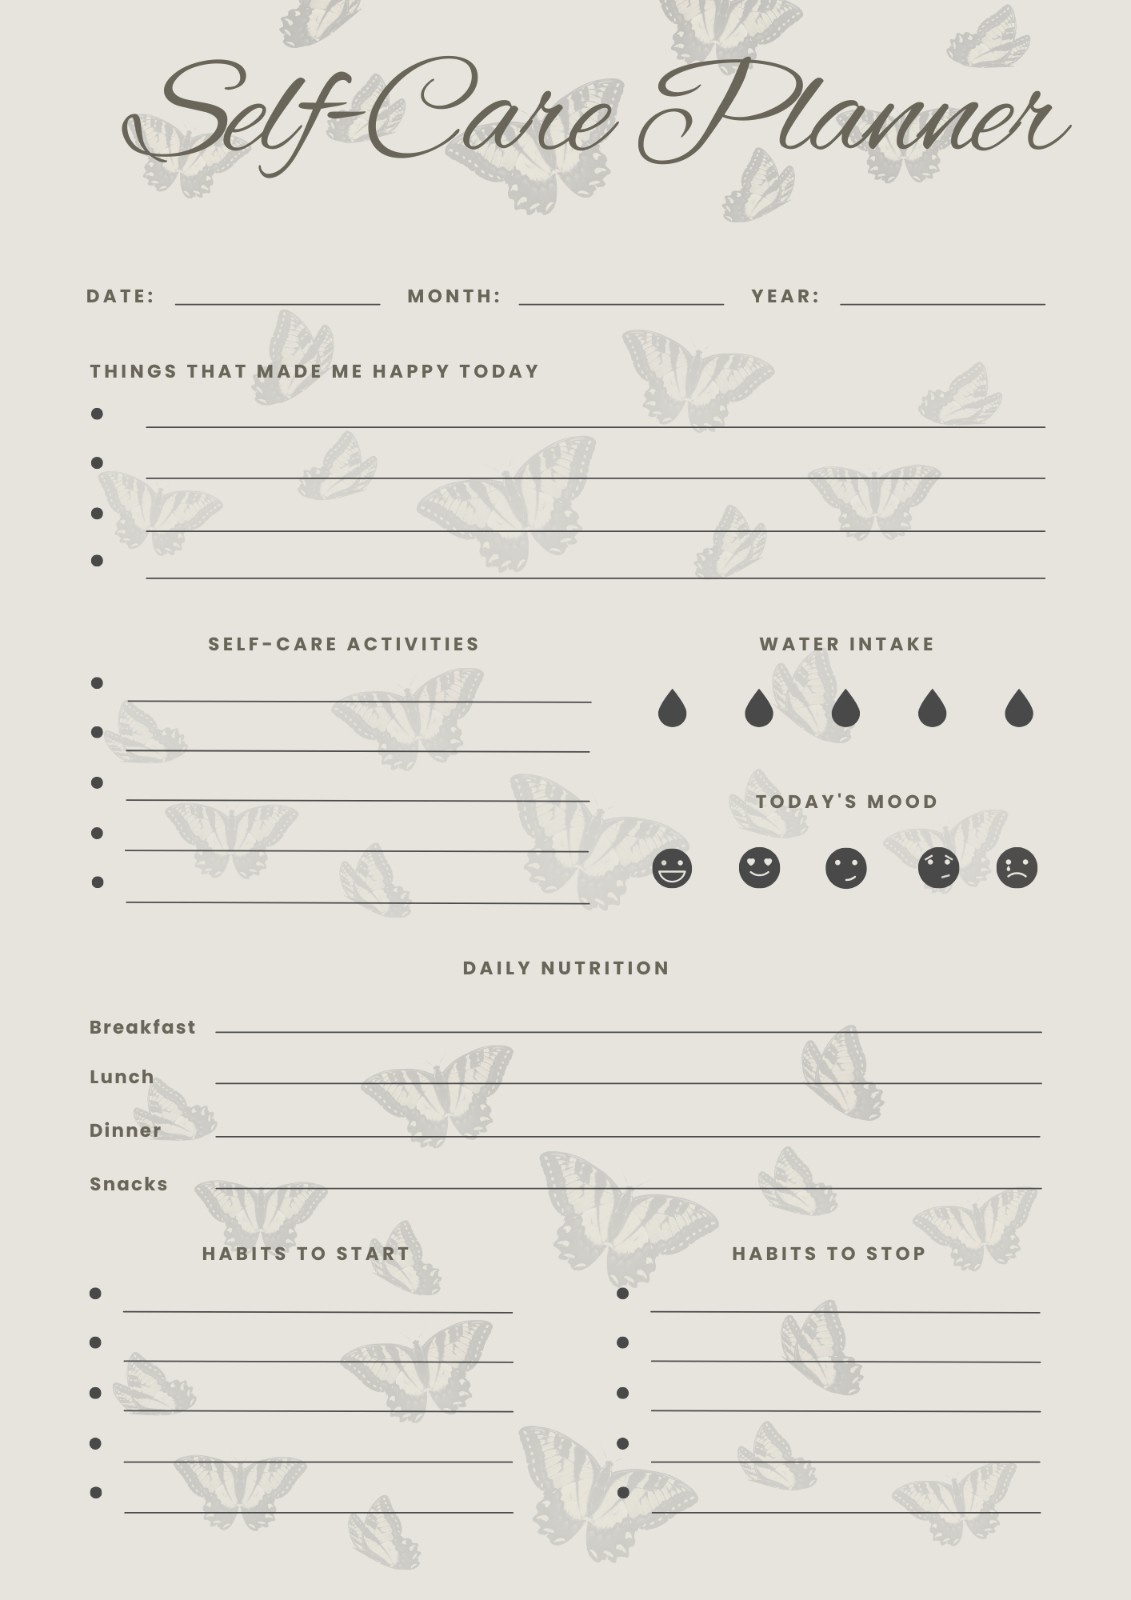 Self-Care Planner
DATE: MONTH: YEAR:
THINGS THAT MADE ME HAPPY TODAY
SELF-CARE ACTIVITIES
WATER INTAKE
TODAY'S MOOD
DAILY NUTRITION
Breakfast
Lunch
Dinner
Snacks
HABITS TO START
HABITS TO STOP